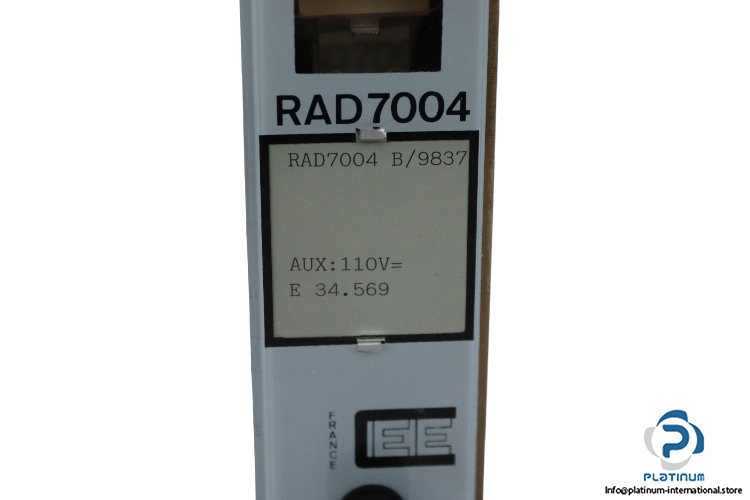 RAD7004
RAD7004 B/9837
AUX:110V=
E 34.569
FRANCE
CEE
PLATINUM
Info@platinum-international.store